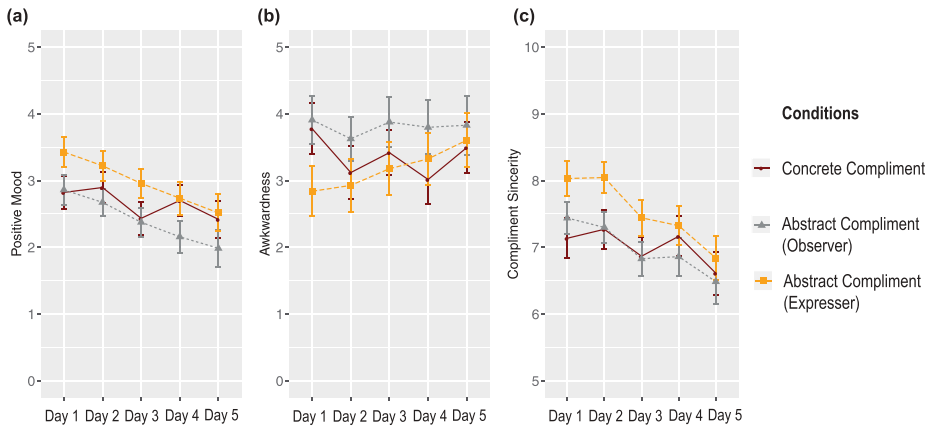 (a)
(b)
(c)
5
4
3
2
1
0
Positive Mood
Day 1 Day 2 Day 3 Day 4 Day 5
5
4
3
2
1
0
Awkwardness
Day 1 Day 2 Day 3 Day 4 Day 5
10
9
8
7
6
5
Compliment Sincerity
Day 1 Day 2 Day 3 Day 4 Day 5
Conditions
Concrete Compliment
Abstract Compliment
(Observer)
Abstract Compliment
(Expresser)